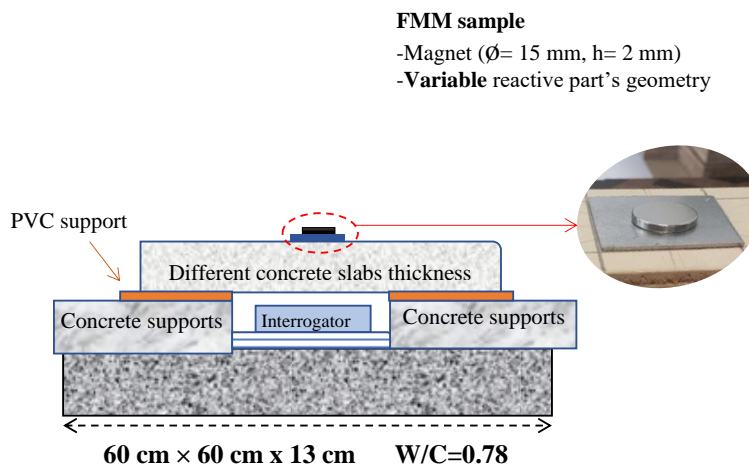 FMM sample
-Magnet (Ø= 15 mm, h= 2 mm)
-Variable reactive part's geometry
PVC support
Different concrete slabs thickness
Concrete supports
Interrogator
Concrete supports
60 cm × 60 cm x 13 cm W/C=0.78